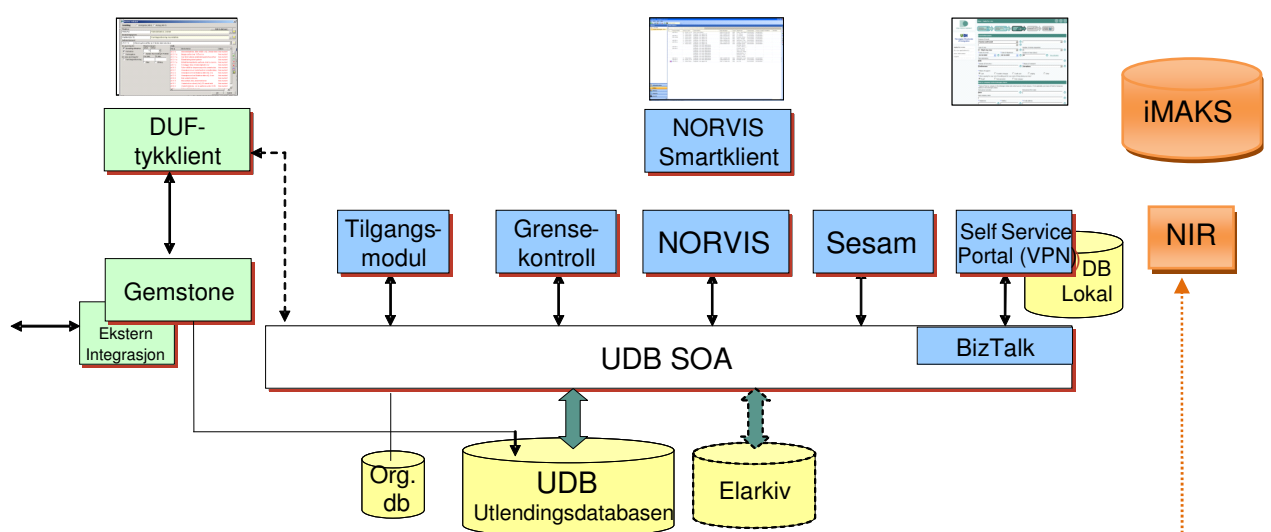 iMAKS
DUF-
tykklient
NORVIS
Smartklient
Tilgangs-
modul
Grense-
kontroll
NORVIS
Sesam
Self Service
Portal (VPN)
DB
Lokal
NIR
Gemstone
Ekstern
Integrasjon
UDB SOA
BizTalk
Org.
db
UDB
Utlendingsdatabasen
Elarkiv